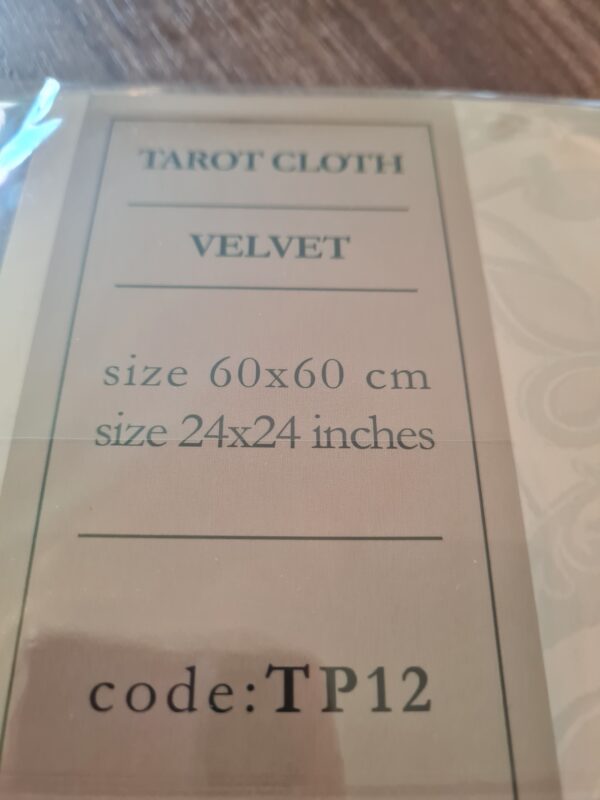 TAROT CLOTH
VELVET
size 60x60 cm
size 24x24 inches
code:TP12